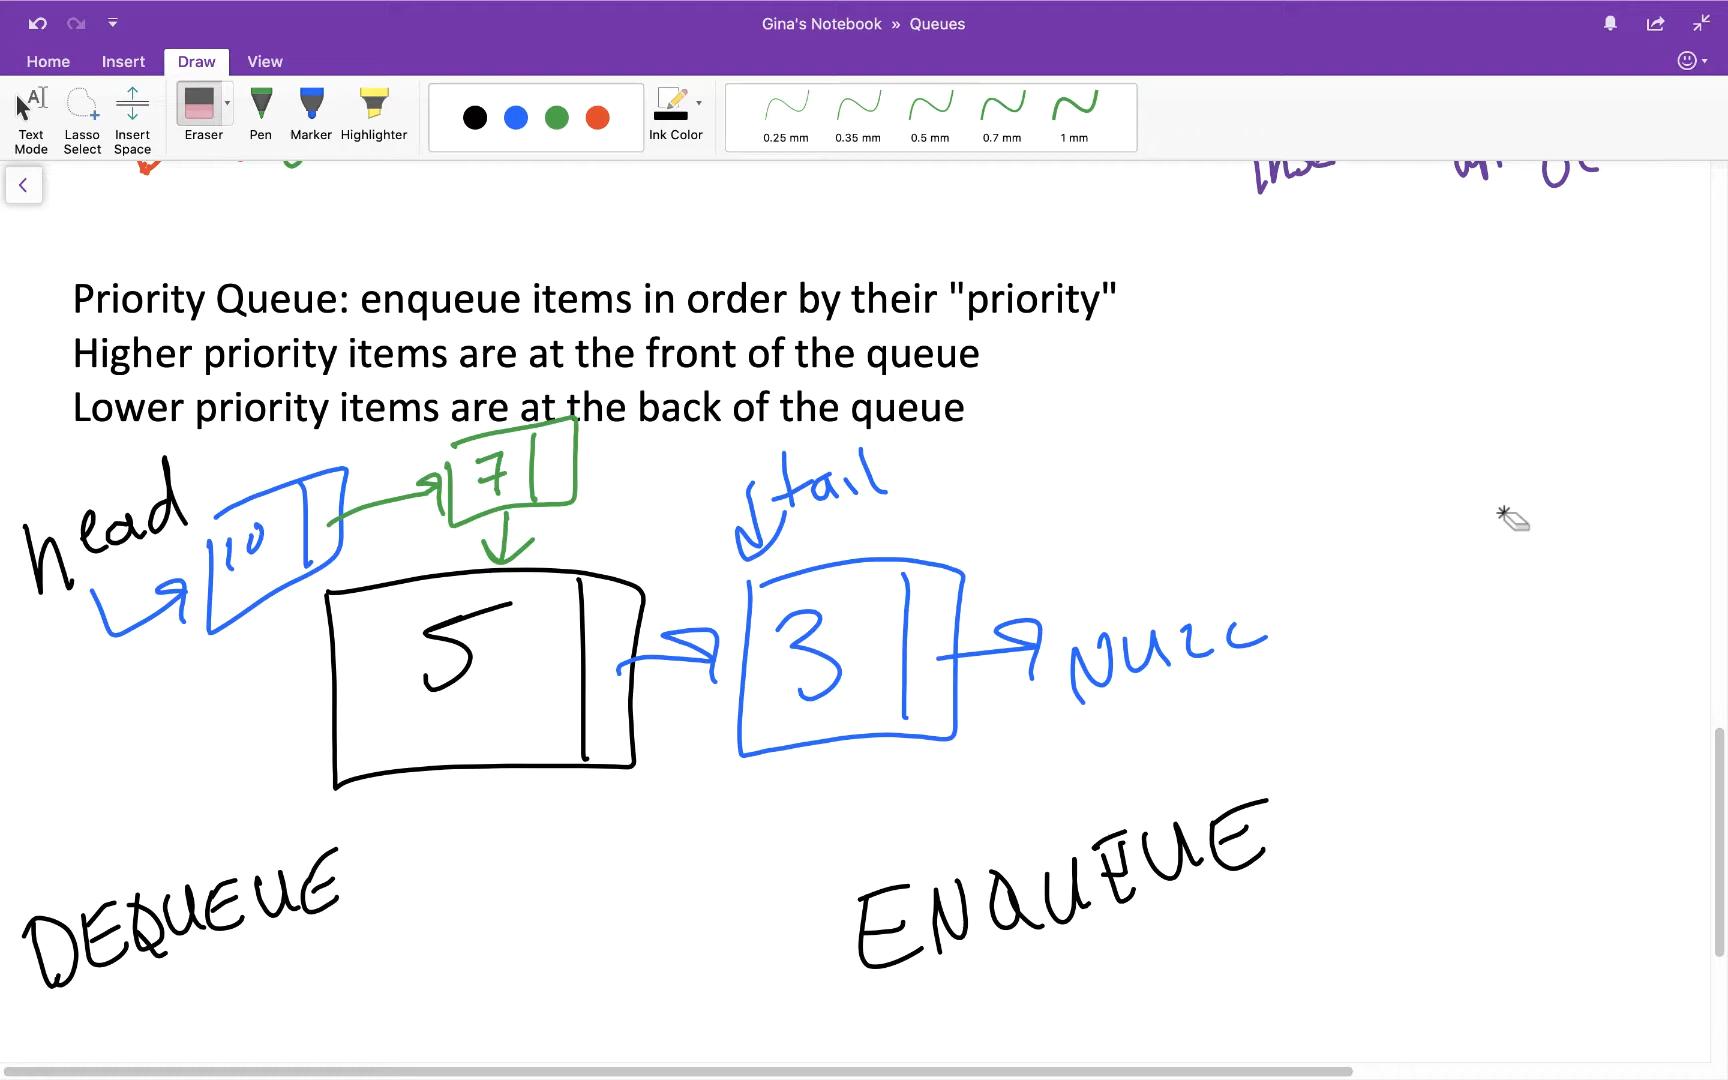 Gina's Notebook » Queues
Home Insert Draw View
Text Mode
Lasso Select
Insert Space
Eraser
Pen
Marker
Highlighter
Ink Color
0.25 mm
0.35 mm
0.5 mm
0.7 mm
1 mm
Priority Queue: enqueue items in order by their "priority"
Higher priority items are at the front of the queue
Lower priority items are at the back of the queue
head
10
7
tail
5
3
NULL
DEQUEUE
ENQUEUE